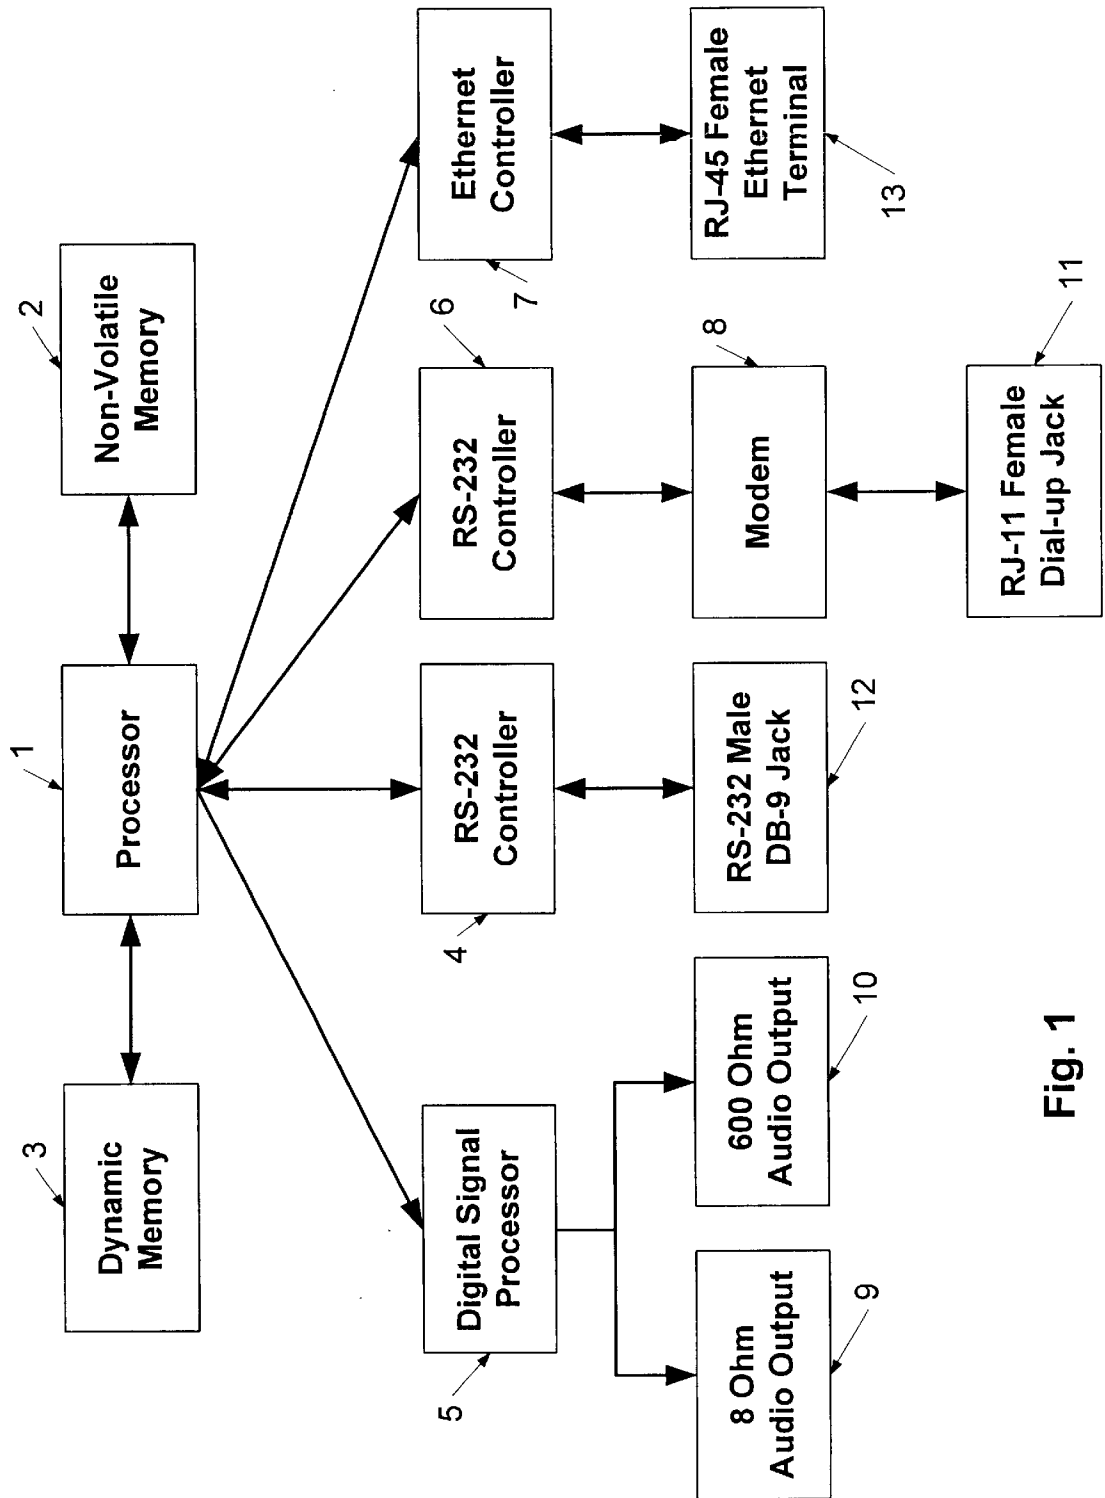 1
2
3
Dynamic
Memory
Processor
Non-Volatile
Memory
5
4
6
7
Digital Signal
Processor
RS-232
Controller
RS-232
Controller
Ethernet
Controller
8
8 Ohm
Audio Output
600 Ohm
Audio Output
RS-232 Male
DB-9 Jack
Modem
RJ-45 Female
Ethernet
Terminal
9
10
12
13
RJ-11 Female
Dial-up Jack
11
Fig. 1